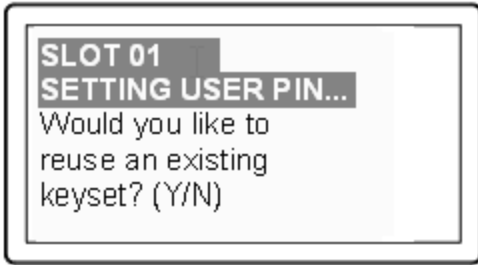 SLOT 01
SETTING USER PIN...
Would you like to
reuse an existing
keyset? (Y/N)